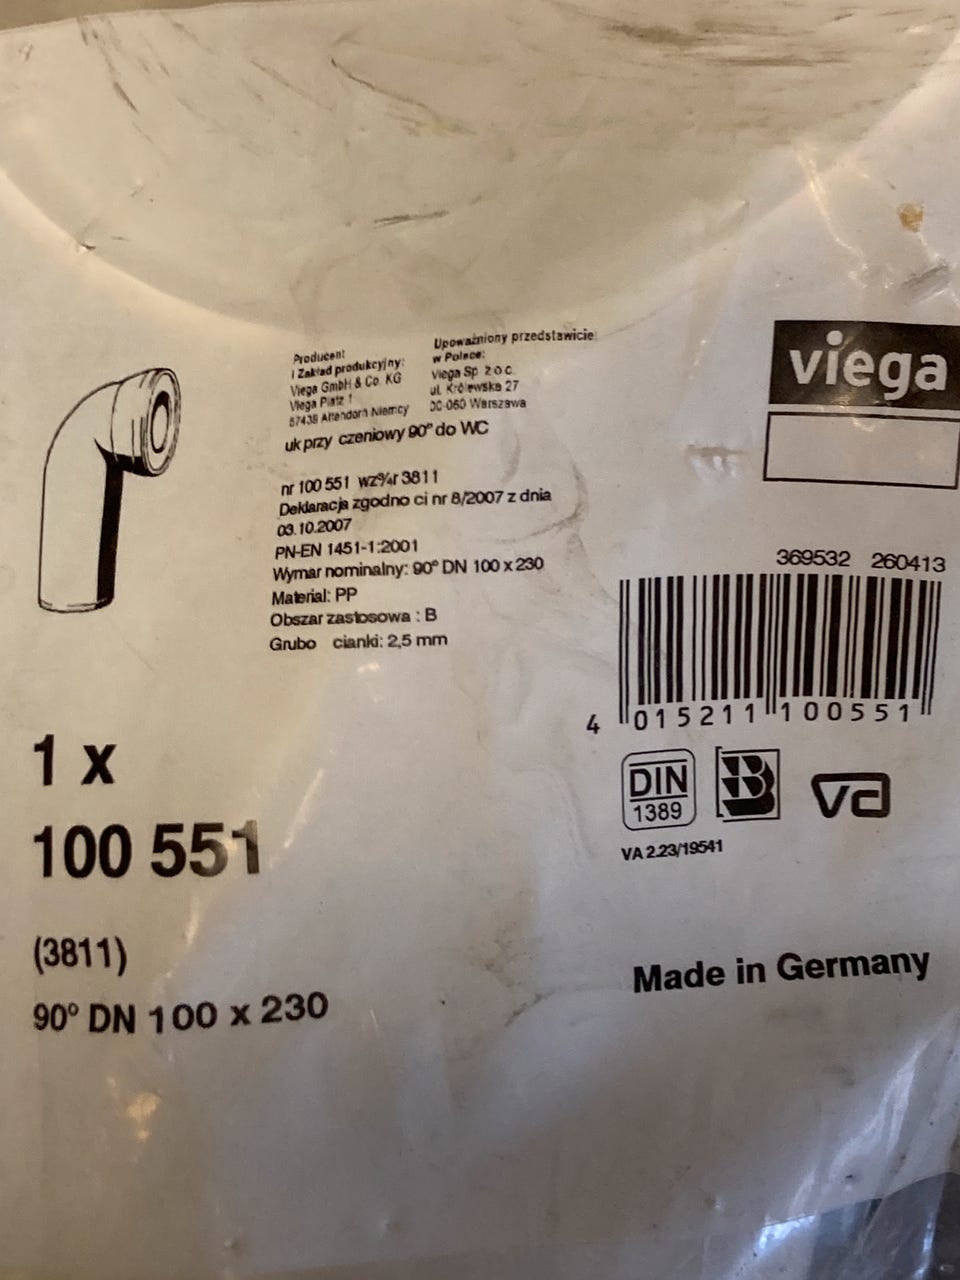 Producent
i Zakład produkcyjny:
Viega GmbH & Co. KG
Viega Platz 1
57439 Attendorn Niemcy
Upoważniony przedstawiciel
w Polsce:
Viega Sp. z o.o.
ul. Królewska 27
00-060 Warszawa
uk przy czeniowy 90° do WC
nr 100 551 wz¾r 3811
Deklaracja zgodno ci nr 8/2007 z dnia
03.10.2007
PN-EN 1451-1:2001
Wymar nominalny: 90° DN 100 x 230
Material: PP
Obszar zastosowa : B
Grubo cianki: 2,5 mm
viega
369532 260413
4 015211 100551
DIN
1389
va
VA 2.23/19541
1 x
100 551
(3811)
90° DN 100 x 230
Made in Germany